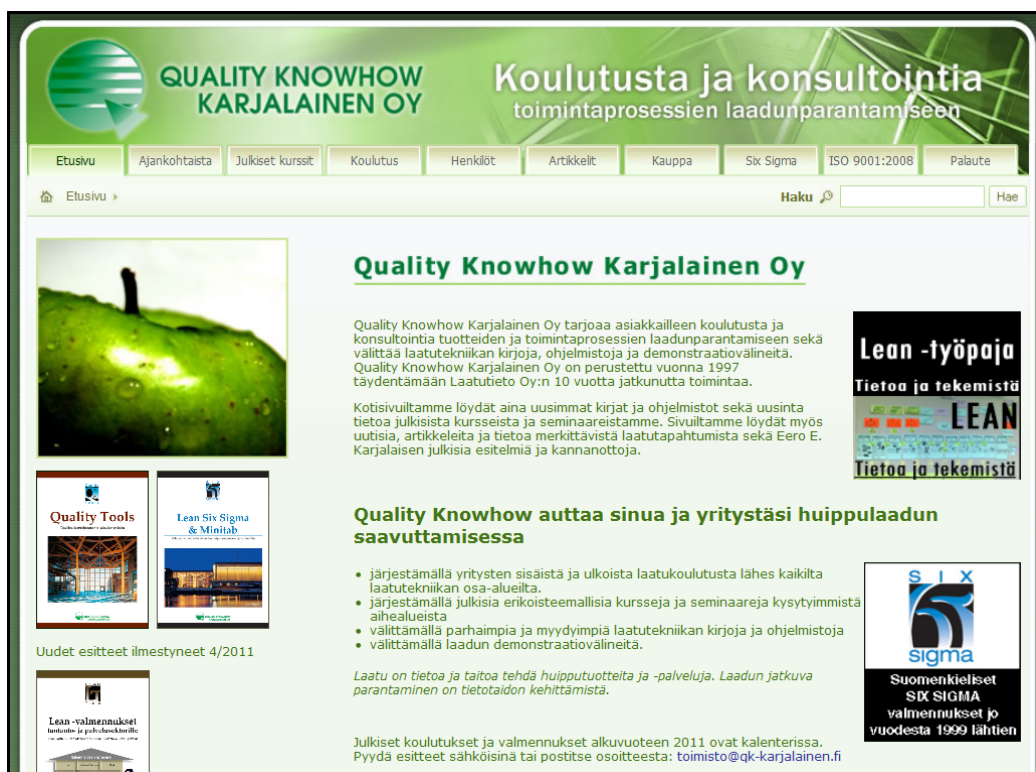 QUALITY KNOWHOW
KARJALAINEN OY
Koulutusta ja konsultointia
toimintaprosessien laadunparantamiseen
Etusivu Ajankohtaista Julkiset kurssit Koulutus Henkilöt Artikkelit Kauppa Six Sigma ISO 9001:2008 Palaute
Etusivu
Haku Hae
Quality Knowhow Karjalainen Oy
Quality Knowhow Karjalainen Oy tarjoaa asiakkailleen koulutusta ja
konsultointia tuotteiden ja toimintaprosessien laadunparantamiseen sekä
välittää laatutekniikan kirjoja, ohjelmistoja ja demonstraatiovälineitä.
Quality Knowhow Karjalainen Oy on perustettu vuonna 1997
täydentämään Laatutieto Oy:n 10 vuotta jatkunutta toimintaa.
Kotisivuiltamme löydät aina uusimmat kirjat ja ohjelmistot sekä uusinta
tietoa julkisista kursseista ja seminaareistamme. Sivuiltamme löydät myös
uutisia, artikkeleita ja tietoa merkittävistä laatutapahtumista sekä Eero E.
Karjalaisen julkisia esitelmiä ja kannanottoja.
Lean -työpaja
Tietoa ja tekemistä
LEAN
Tietoa ja tekemistä
Quality Tools
Lean Six Sigma
& Minitab
Uudet esitteet ilmestyneet 4/2011
Lean -valmennukset
tuotanto- ja palvelusektorille
Quality Knowhow auttaa sinua ja yritystäsi huippulaadun
saavuttamisessa
• järjestämällä yritysten sisäistä ja ulkoista laatukoulutusta lähes kaikilta
laatutekniikan osa-alueilta.
• järjestämällä julkisia erikoisteemallisia kursseja ja seminaareja kysytyimmistä
aihealueista
• välittämällä parhaimpia ja myydyimpiä laatutekniikan kirjoja ja ohjelmistoja
• välittämällä laadun demonstraatiovälineitä.
Laatu on tietoa ja taitoa tehdä huipputuotteita ja -palveluja. Laadun jatkuva
parantaminen on tietotaidon kehittämistä.
SIX
sigma
Suomenkieliset
SIX SIGMA
valmennukset jo
vuodesta 1999 lähtien
Julkiset koulutukset ja valmennukset alkuvuoteen 2011 ovat kalenterissa.
Pyydä esitteet sähköisinä tai postitse osoitteesta: toimisto@qk-karjalainen.fi